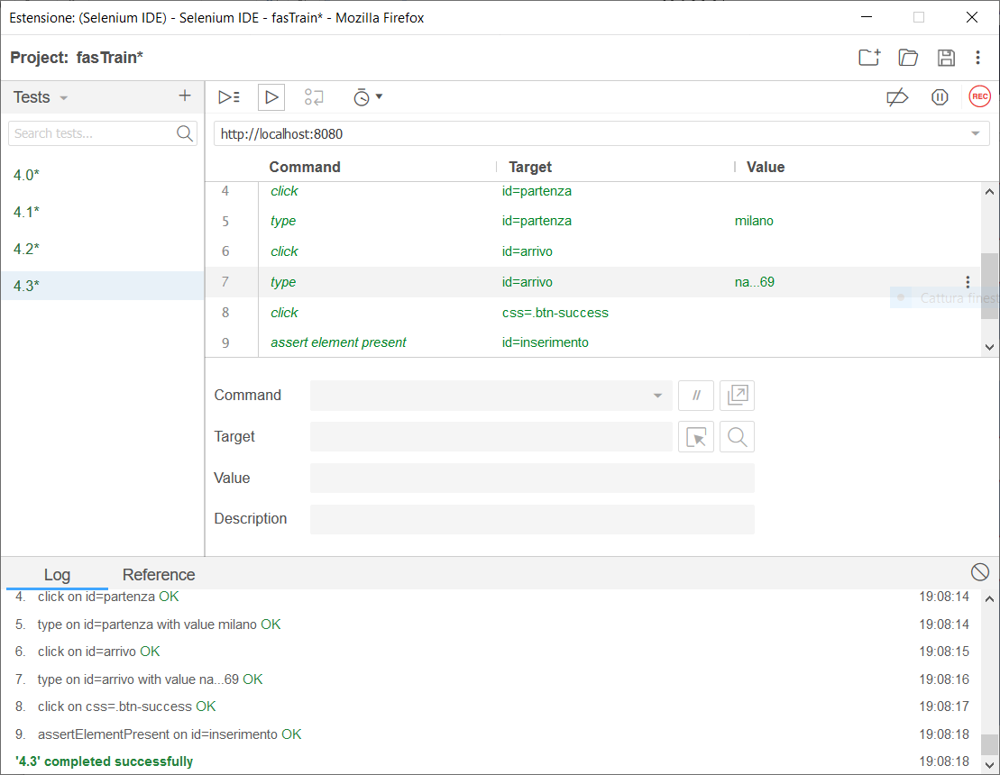 Estensione: (Selenium IDE) - Selenium IDE - fasTrain* - Mozilla Firefox
Project: fasTrain*
Tests
Search tests...
4.0*
4.1*
4.2*
4.3*
REC
http://localhost:8080
Command Target Value
4 click id=partenza
5 type id=partenza milano
6 click id=arrivo
7 type id=arrivo na...69
Cattura finest
8 click css=.btn-success
9 assert element present id=inserimento
Command //
Target
Value
Description
Log Reference
4. click on id=partenza OK 19:08:14
5. type on id=partenza with value milano OK 19:08:14
6. click on id=arrivo OK 19:08:15
7. type on id=arrivo with value na...69 OK 19:08:16
8. click on css=.btn-success OK 19:08:17
9. assertElementPresent on id=inserimento OK 19:08:18
'4.3' completed successfully 19:08:18